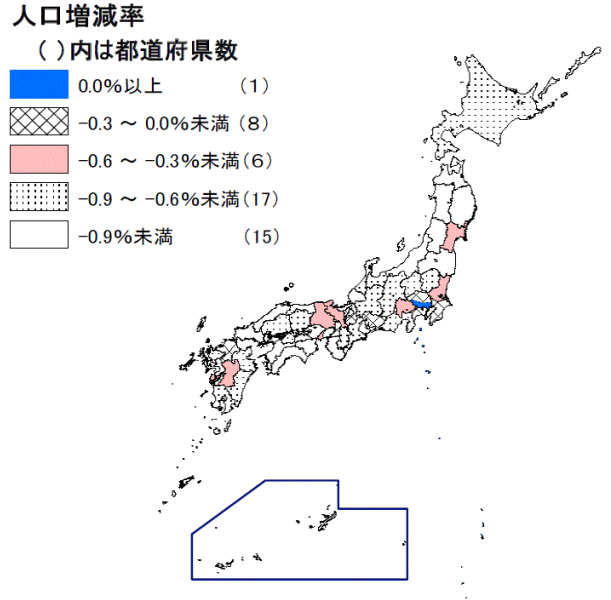 人口増減率
( )内は都道府県数
0.0%以上 (1)
-0.3 ~ 0.0%未満(8)
-0.6 ~ -0.3%未満(6)
-0.9 ~ -0.6%未満(17)
-0.9%未満 (15)